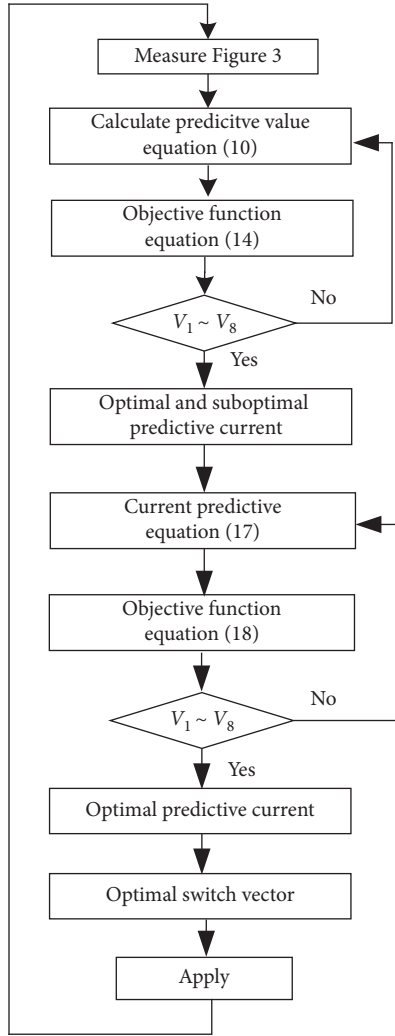 Measure Figure 3
Calculate predicitve value
equation (10)
Objective function
equation (14)
V1 ~ V8
No
Yes
Optimal and suboptimal
predictive current
Current predictive
equation (17)
Objective function
equation (18)
V1 ~ V8
No
Yes
Optimal predictive current
Optimal switch vector
Apply